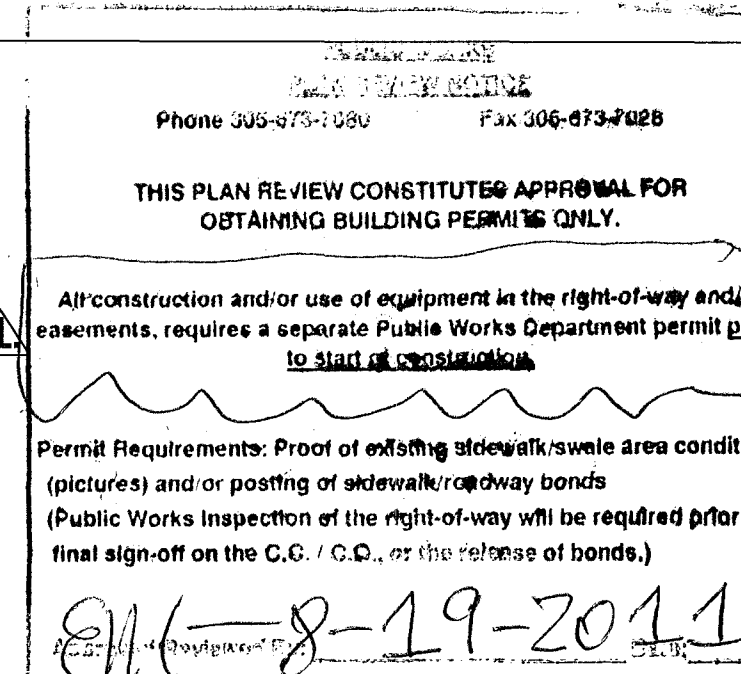 REVIEW NOTICE
Phone 305-673-7080 Fax 305-673-7028
THIS PLAN REVIEW CONSTITUTES APPROVAL FOR
OBTAINING BUILDING PERMITS ONLY.
All construction and/or use of equipment in the right-of-way and/
easements, requires a separate Public Works Department permit p
to start of construction.
Permit Requirements: Proof of existing sidewalk/swale area condit
(pictures) and/or posting of sidewalk/roadway bonds
(Public Works Inspection of the right-of-way will be required prior
final sign-off on the C.C. / C.O., or the release of bonds.)
8-19-2011